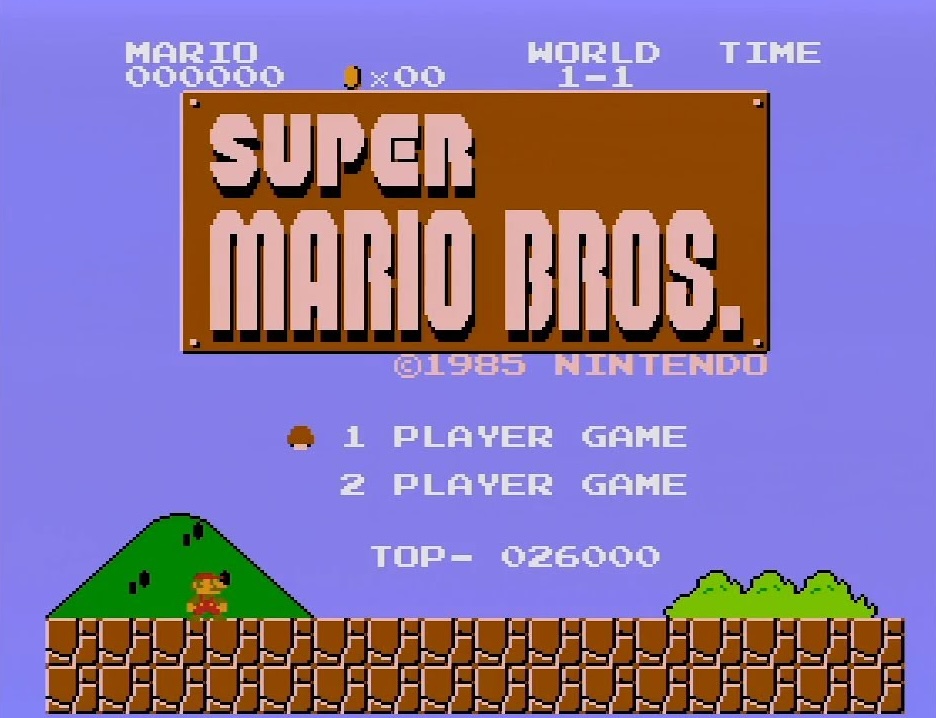 MARIO WORLD TIME
000000 x00 1-1
SUPER
MARIO BROS.
©1985 NINTENDO
1 PLAYER GAME
2 PLAYER GAME
TOP- 026000